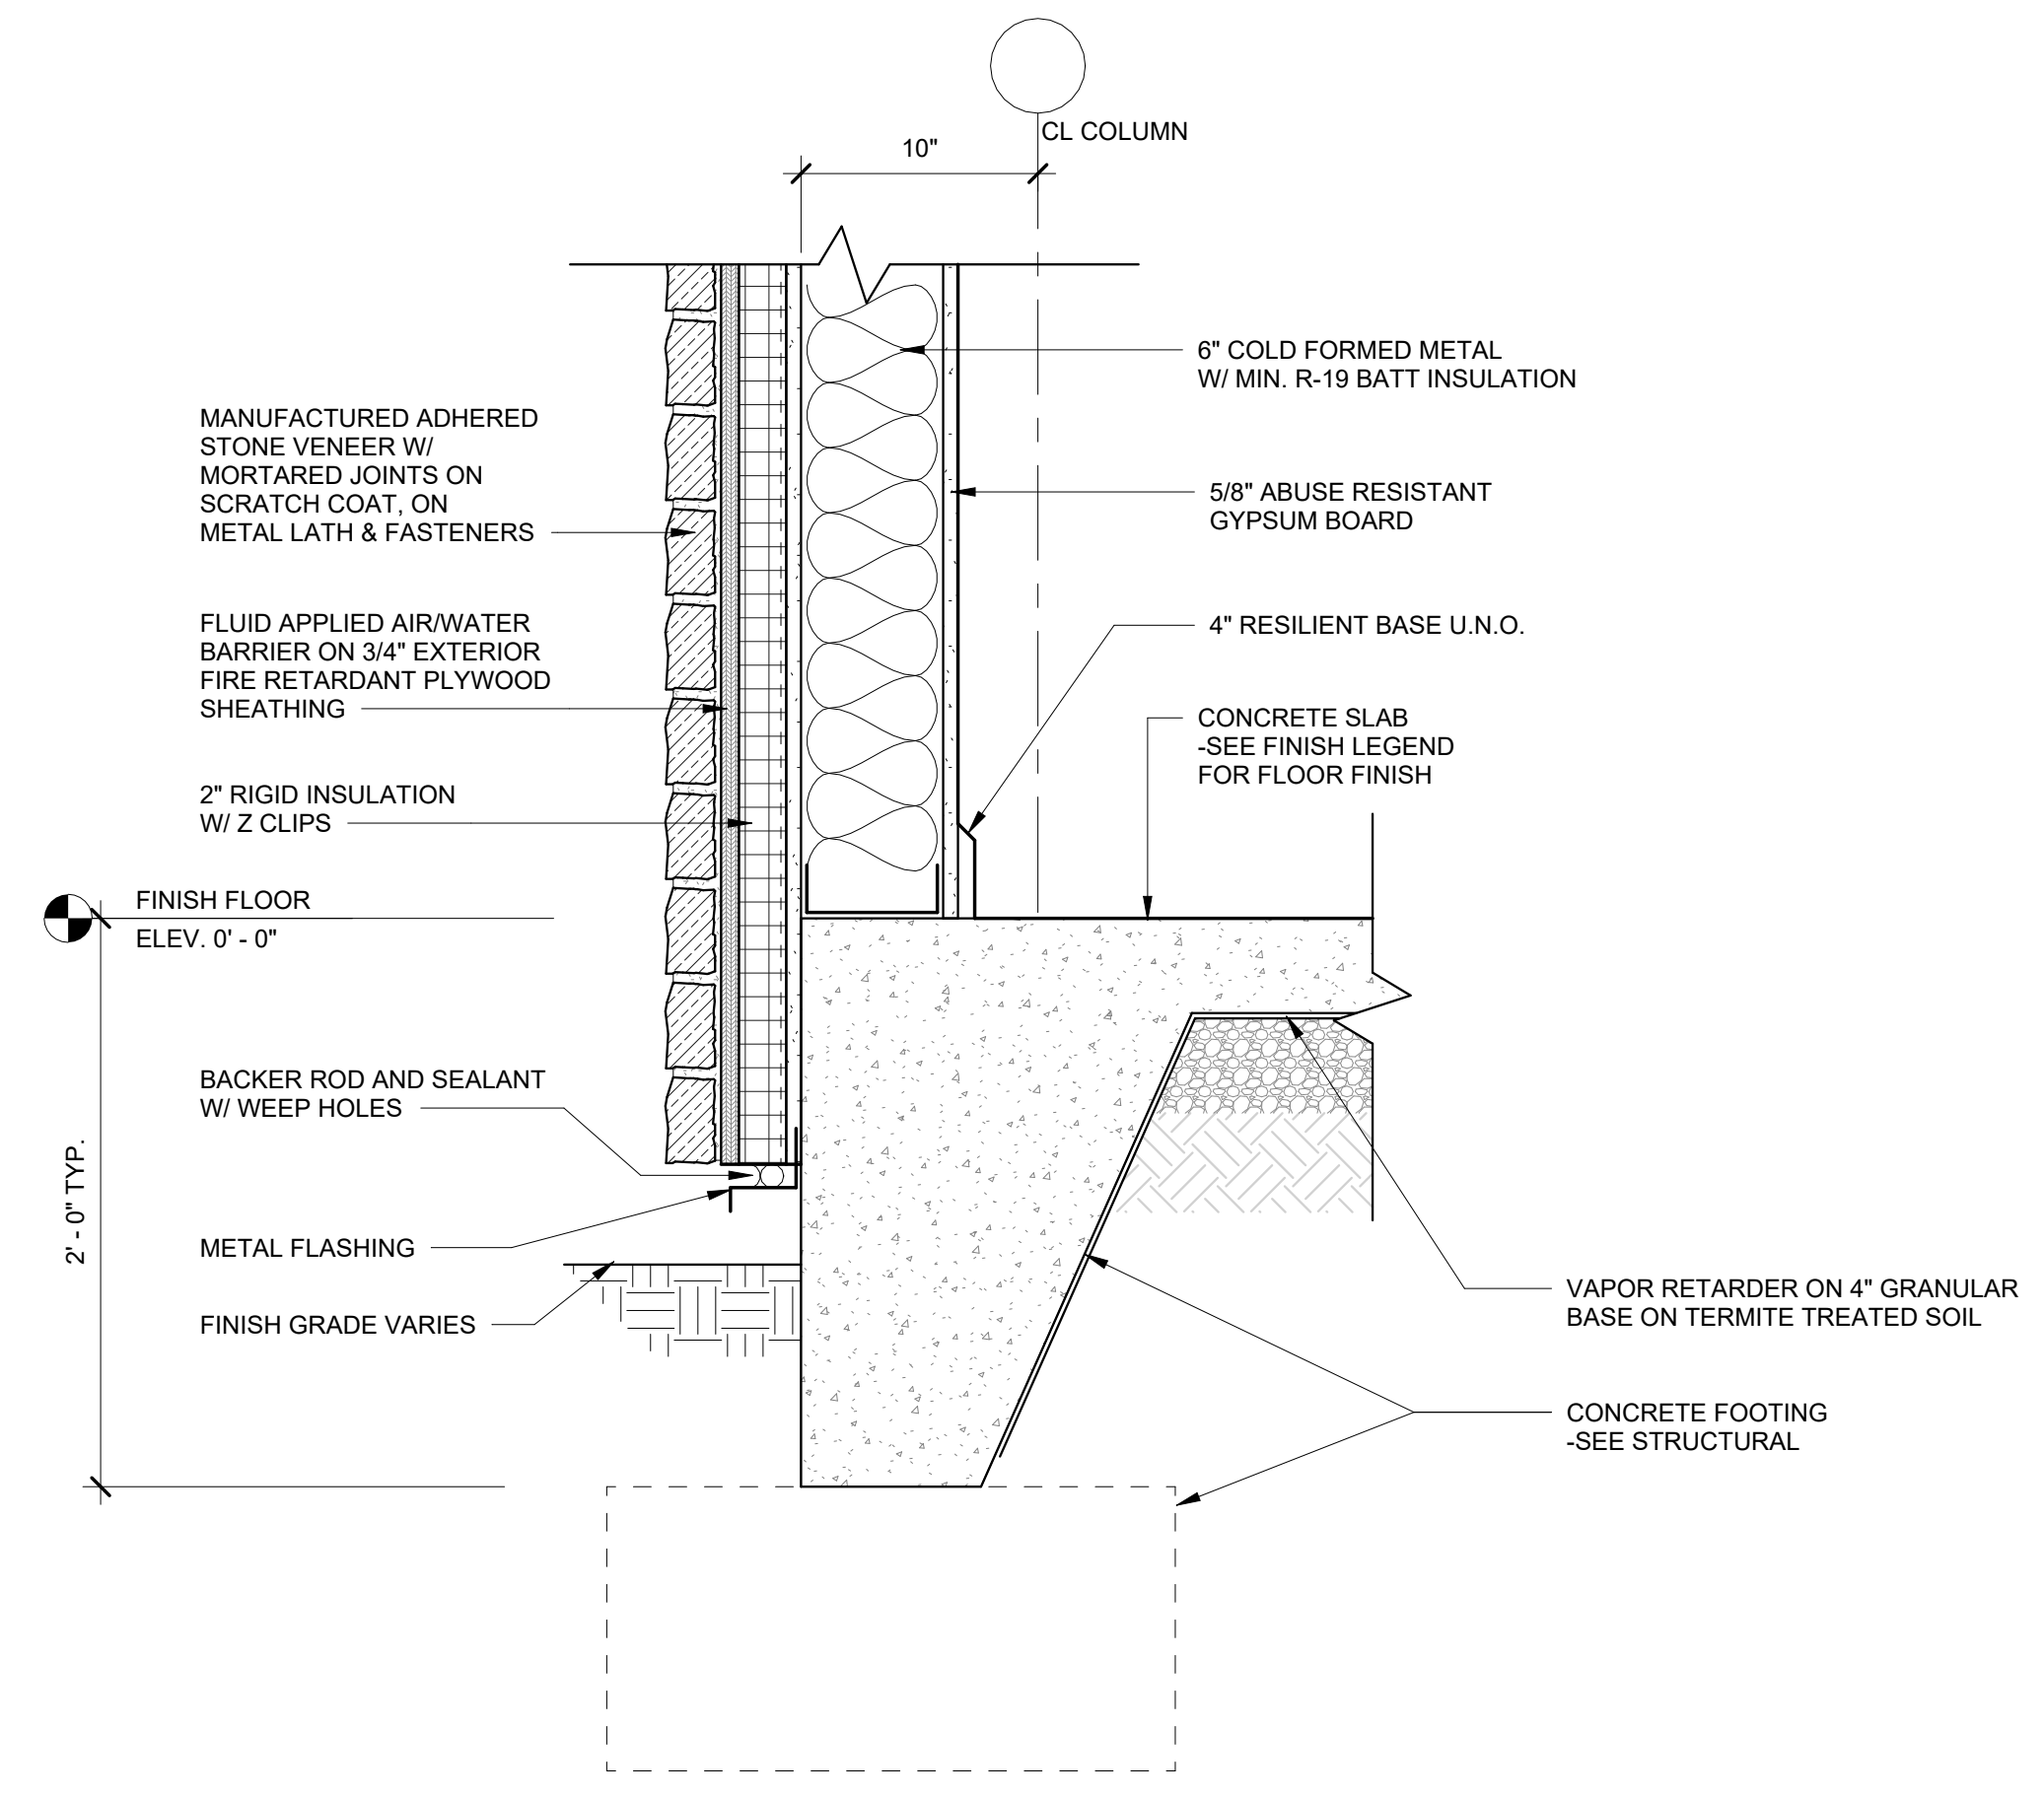 CL COLUMN
10"
6" COLD FORMED METAL
W/ MIN. R-19 BATT INSULATION
MANUFACTURED ADHERED
STONE VENEER W/
MORTARED JOINTS ON
SCRATCH COAT, ON
METAL LATH & FASTENERS
5/8" ABUSE RESISTANT
GYPSUM BOARD
FLUID APPLIED AIR/WATER
BARRIER ON 3/4" EXTERIOR
FIRE RETARDANT PLYWOOD
SHEATHING
4" RESILIENT BASE U.N.O.
CONCRETE SLAB
-SEE FINISH LEGEND
FOR FLOOR FINISH
2" RIGID INSULATION
W/ Z CLIPS
FINISH FLOOR
ELEV. 0' - 0"
BACKER ROD AND SEALANT
W/ WEEP HOLES
2' - 0" TYP.
METAL FLASHING
FINISH GRADE VARIES
VAPOR RETARDER ON 4" GRANULAR
BASE ON TERMITE TREATED SOIL
CONCRETE FOOTING
-SEE STRUCTURAL